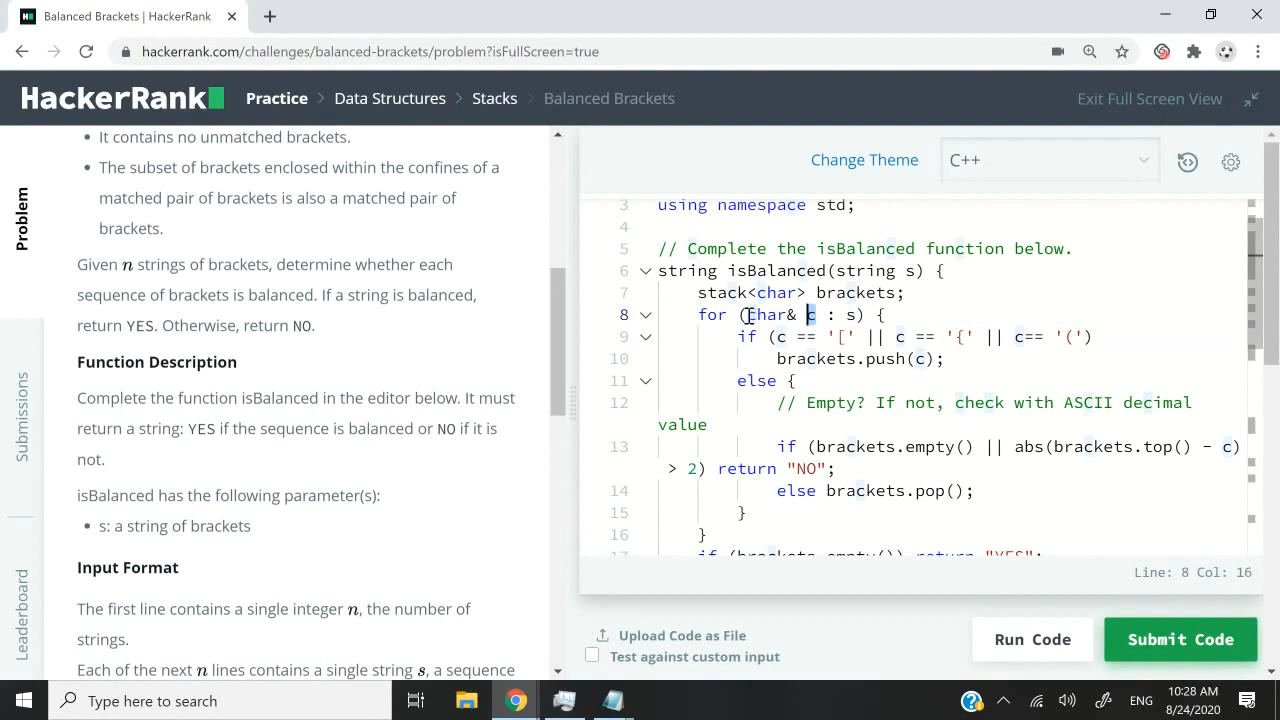 Balanced Brackets | HackerRank
hackerrank.com/challenges/balanced-brackets/problem?isFullScreen=true
HackerRank
Practice > Data Structures > Stacks > Balanced Brackets
Exit Full Screen View
Problem
Submissions
Leaderboard
• It contains no unmatched brackets.
• The subset of brackets enclosed within the confines of a
matched pair of brackets is also a matched pair of
brackets.
Given n strings of brackets, determine whether each
sequence of brackets is balanced. If a string is balanced,
return YES. Otherwise, return NO.
Function Description
Complete the function isBalanced in the editor below. It must
return a string: YES if the sequence is balanced or NO if it is
not.
isBalanced has the following parameter(s):
• s: a string of brackets
Input Format
The first line contains a single integer n, the number of
strings.
Each of the next n lines contains a single string s, a sequence
Change Theme
C++
3 using namespace std;
4
5 // Complete the isBalanced function below.
6 string isBalanced(string s) {
7 stack<char> brackets;
8 for (char& c : s) {
9 if (c == '[' || c == '{' || c== '(')
10 brackets.push(c);
11 else {
12 // Empty? If not, check with ASCII decimal
value
13 if (brackets.empty() || abs(brackets.top() - c)
> 2) return "NO";
14 else brackets.pop();
15 }
16 }
17 if (brackets.empty()) return "YES";
Line: 8 Col: 16
Upload Code as File
Test against custom input
Run Code
Submit Code
Type here to search
ENG
10:28 AM
8/24/2020